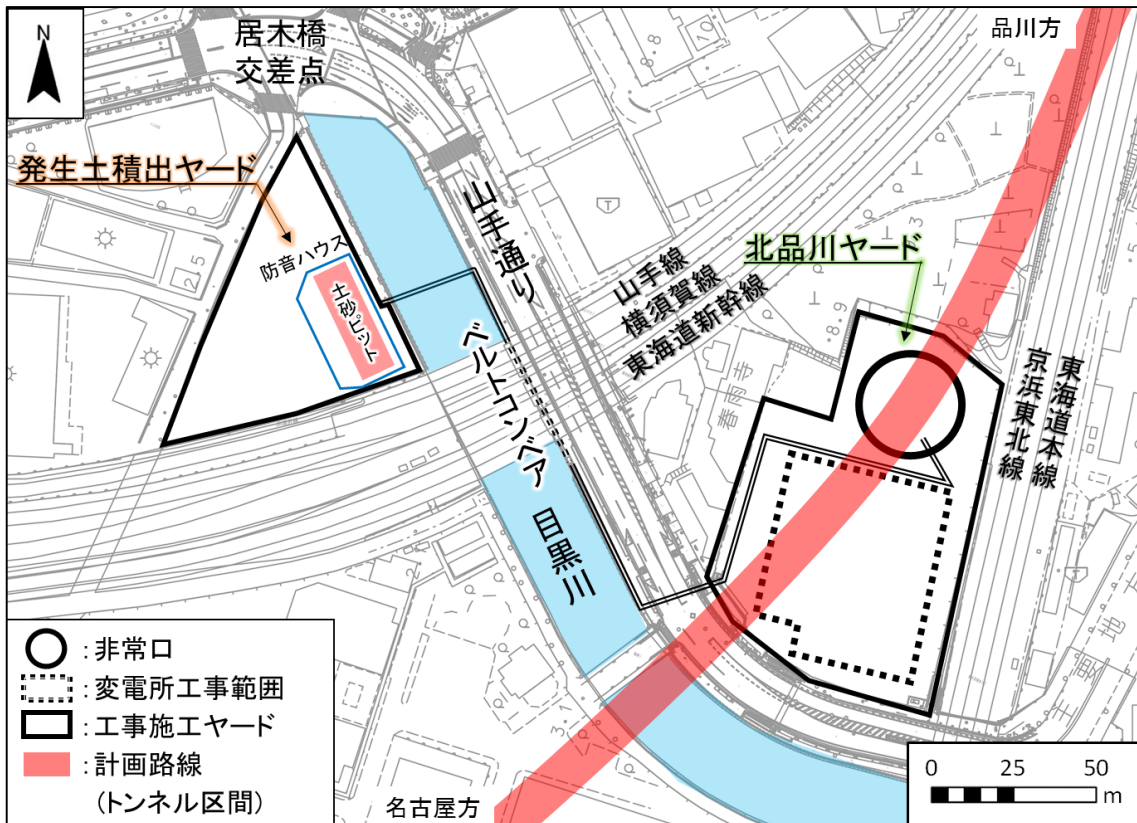 N
居木橋
交差点
品川方
発生土積出ヤード
防音ハウス
土砂ピット
山手通り
山手線
横須賀線
東海道新幹線
北品川ヤード
ベルトコンベア
目黒川
春雨寺
東海道本線
京浜東北線
:非常口
:変電所工事範囲
:工事施工ヤード
:計画路線
(トンネル区間)
名古屋方
0 25 50
m